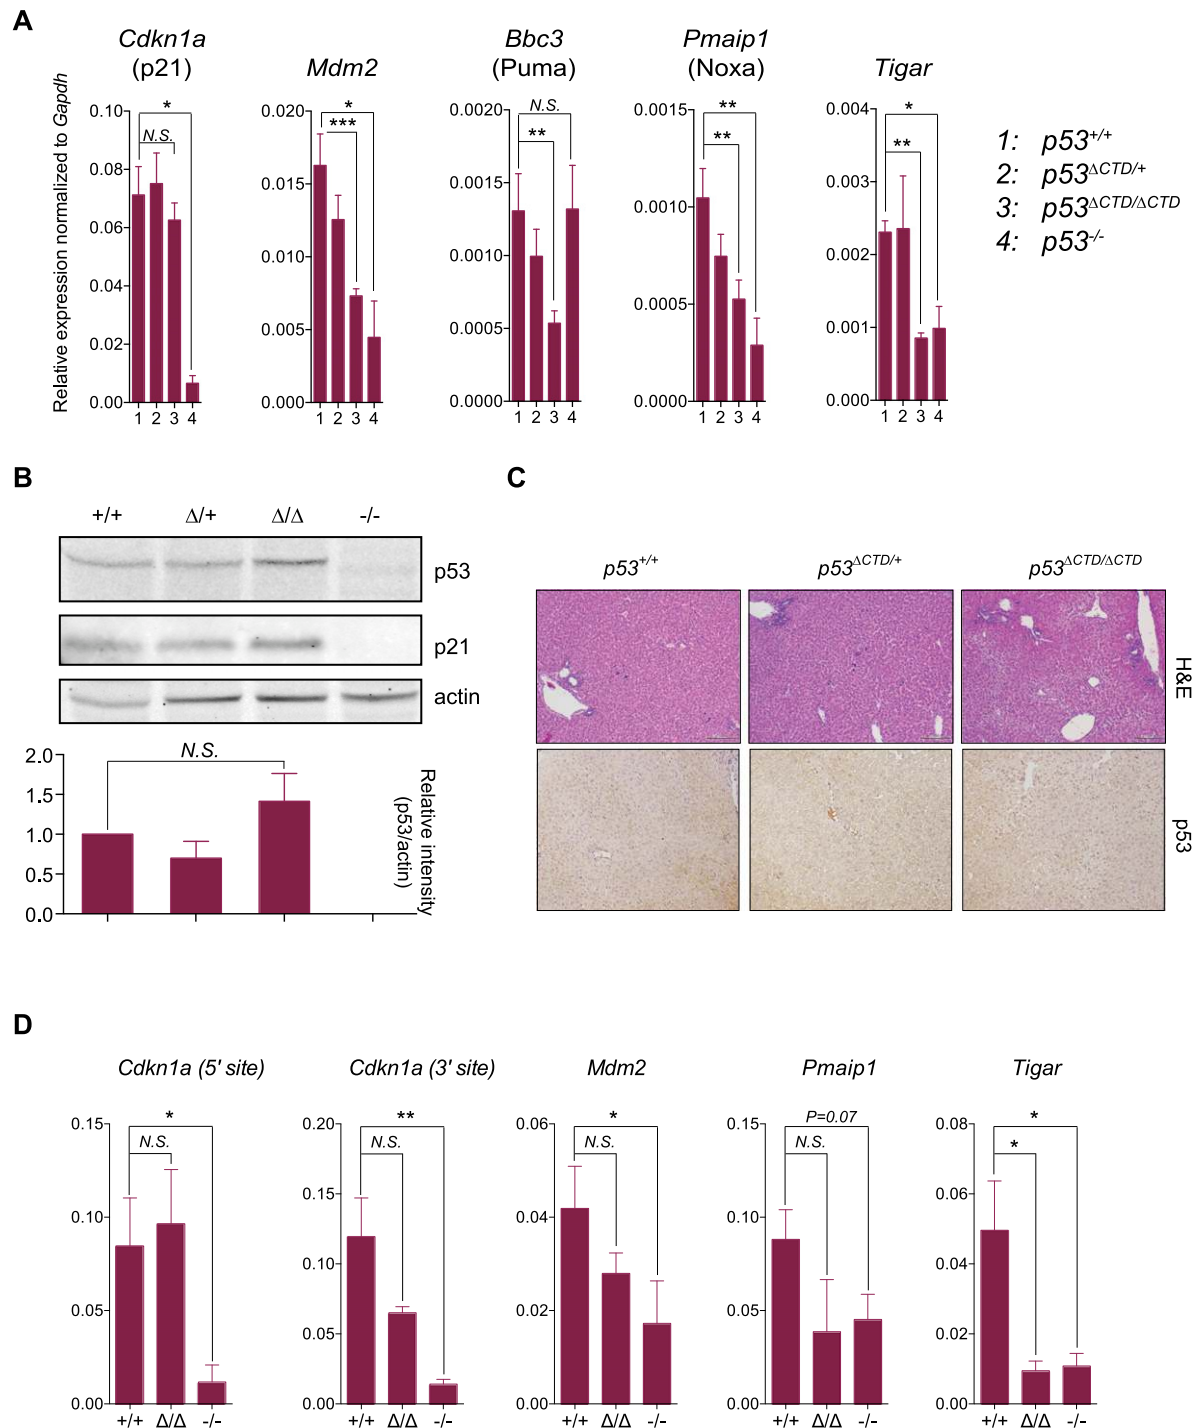 A
Cdkn1a
(p21)
Mdm2
Bbc3
(Puma)
Pmaip1
(Noxa)
Tigar
Relative expression normalized to Gapdh
0.10
0.08
0.06
0.04
0.02
0.00
*
N.S.
1 2 3 4
0.020
0.015
0.010
0.005
0.000
*
***
1 2 3 4
0.0020
0.0015
0.0010
0.0005
0.0000
N.S.
**
1 2 3 4
0.0015
0.0010
0.0005
0.0000
**
**
1 2 3 4
0.004
0.003
0.002
0.001
0.000
*
**
1 2 3 4
1: p53+/+
2: p53ΔCTD/+
3: p53ΔCTD/ΔCTD
4: p53-/-
B
+/+ Δ/+ Δ/Δ -/-
p53
p21
actin
2.0
1.5
1.0
0.5
0.0
N.S.
Relative intensity
(p53/actin)
C
p53+/+ p53ΔCTD/+ p53ΔCTD/ΔCTD
H&E
p53
D
Cdkn1a (5' site)
0.15
0.10
0.05
0.00
*
N.S.
+/+ Δ/Δ -/-
Cdkn1a (3' site)
0.20
0.15
0.10
0.05
0.00
**
N.S.
+/+ Δ/Δ -/-
Mdm2
0.06
0.04
0.02
0.00
*
N.S.
+/+ Δ/Δ -/-
Pmaip1
0.15
0.10
0.05
0.00
P=0.07
N.S.
+/+ Δ/Δ -/-
Tigar
0.08
0.06
0.04
0.02
0.00
*
*
+/+ Δ/Δ -/-